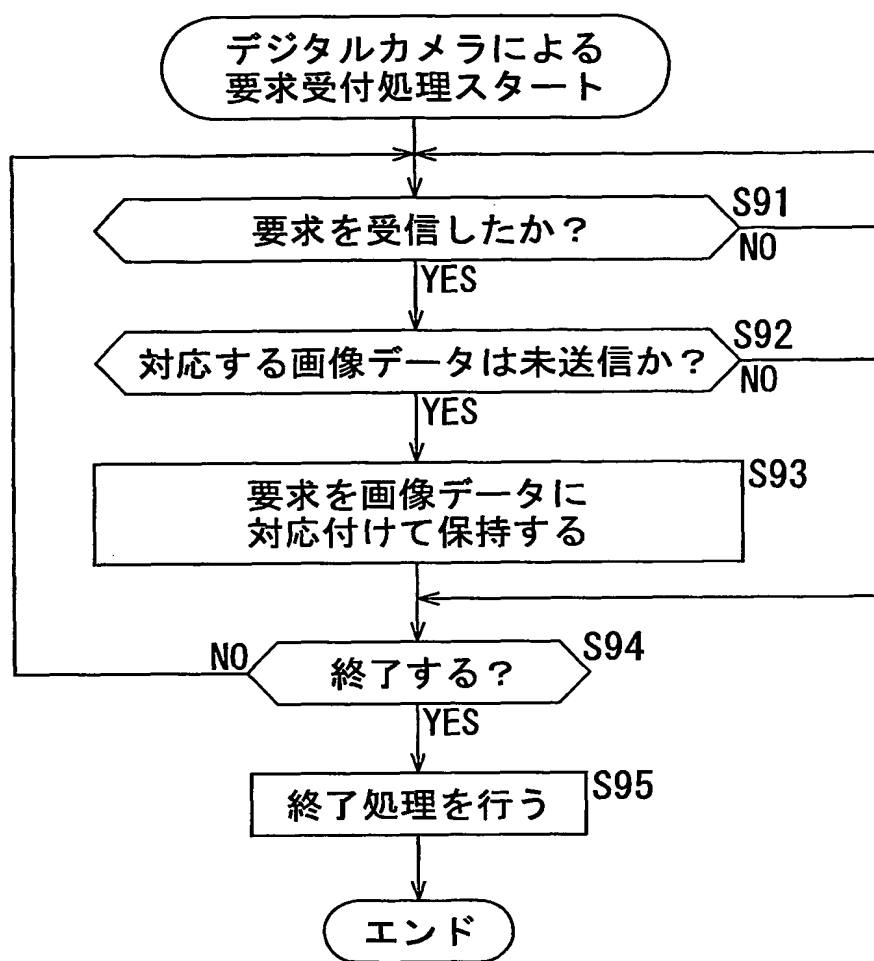 デジタルカメラによる
要求受付処理スタート
要求を受信したか?
S91
NO
YES
対応する画像データは未送信か?
S92
NO
YES
要求を画像データに
対応付けて保持する
S93
NO
終了する?
S94
YES
終了処理を行う
S95
エンド